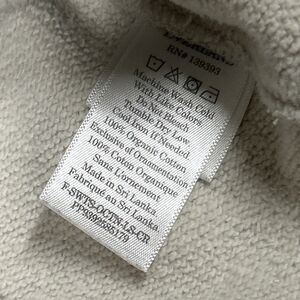 EVERLANE
RN# 139393
Machine Wash Cold
With Like Colors
Do Not Bleach
Tumble Dry Low
Cool Iron If Needed
100% Organic Cotton
Exclusive of Ornamentation
100% Coton Organique
Sans L'ornement
Made in Sri Lanka
Fabriqué au Sri Lanka.
F-SWTS-OCTN-LS-CR
PP9392585179